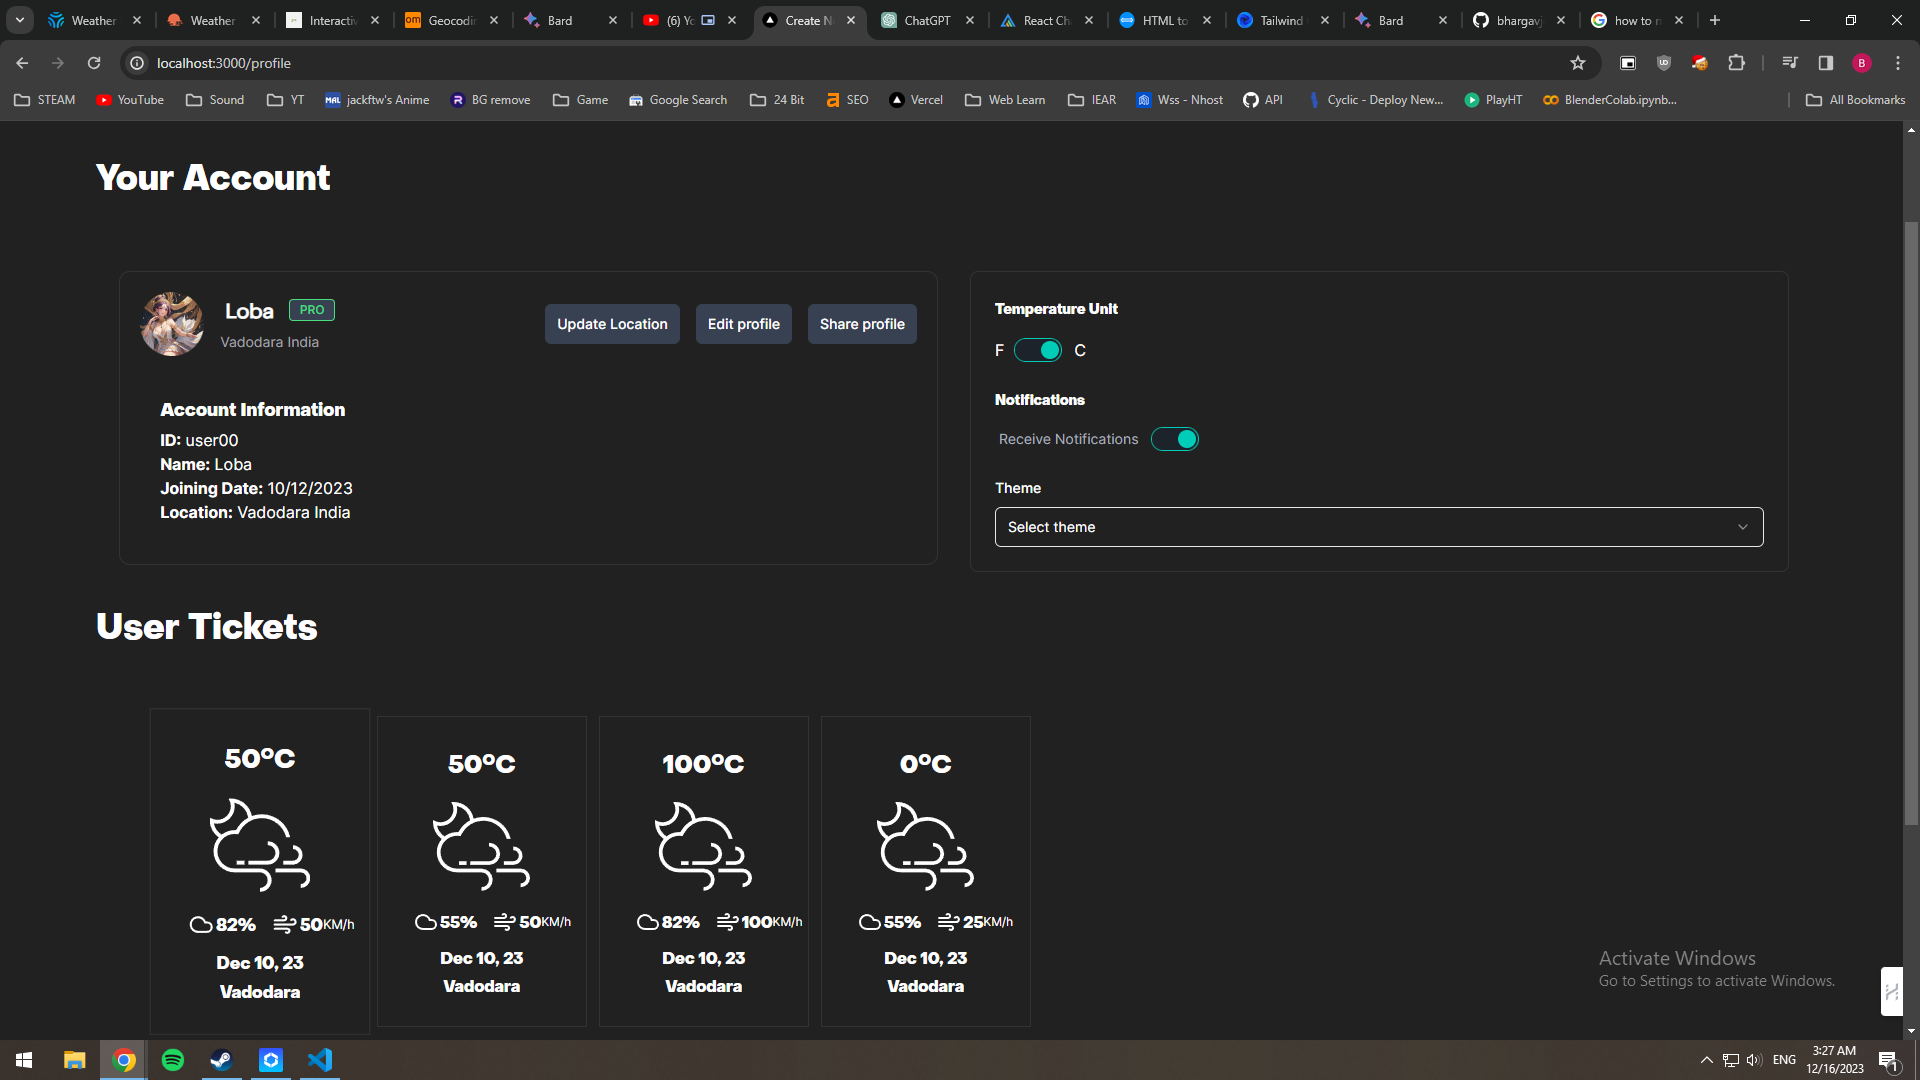 Weather
Weather
Interactiv
Geocodin
Bard
(6) Yo
Create N
ChatGPT
React Ch
HTML to
Tailwind
Bard
bhargavj
how to n
localhost:3000/profile
B
STEAM
YouTube
Sound
YT
MAL jackftw's Anime
BG remove
Game
Google Search
24 Bit
SEO
Vercel
Web Learn
IEAR
Wss - Nhost
API
Cyclic - Deploy New...
PlayHT
BlenderColab.ipynb...
All Bookmarks
Your Account
Loba PRO
Vadodara India
Update Location
Edit profile
Share profile
Account Information
ID: user00
Name: Loba
Joining Date: 10/12/2023
Location: Vadodara India
Temperature Unit
F C
Notifications
Receive Notifications
Theme
Select theme
User Tickets
50°C
82% 50KM/h
Dec 10, 23
Vadodara
50°C
55% 50KM/h
Dec 10, 23
Vadodara
100°C
82% 100KM/h
Dec 10, 23
Vadodara
0°C
55% 25KM/h
Dec 10, 23
Vadodara
Activate Windows
Go to Settings to activate Windows.
ENG
3:27 AM
12/16/2023
1